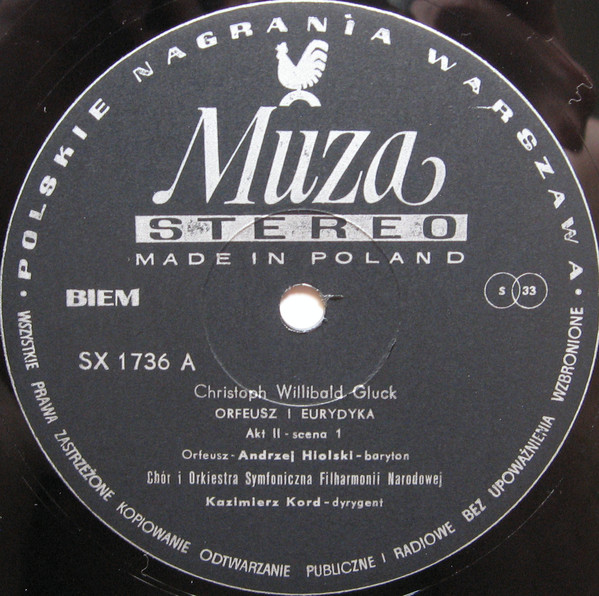 • POLSKIE NAGRANIA WARSZAWA •
Muza
STEREO
MADE IN POLAND
BIEM
S 33
SX 1736 A
Christoph Willibald Gluck
ORFEUSZ I EURYDYKA
Akt II - scena 1
Orfeusz - Andrzej Hiolski - baryton
Chór i Orkiestra Symfoniczna Filharmonii Narodowej
Kazimierz Kord - dyrygent
WSZYSTKIE PRAWA ZASTRZEŻONE KOPIOWANIE ODTWARZANIE PUBLICZNE I RADIOWE BEZ UPOWAŻNIENIA WZBRONIONE